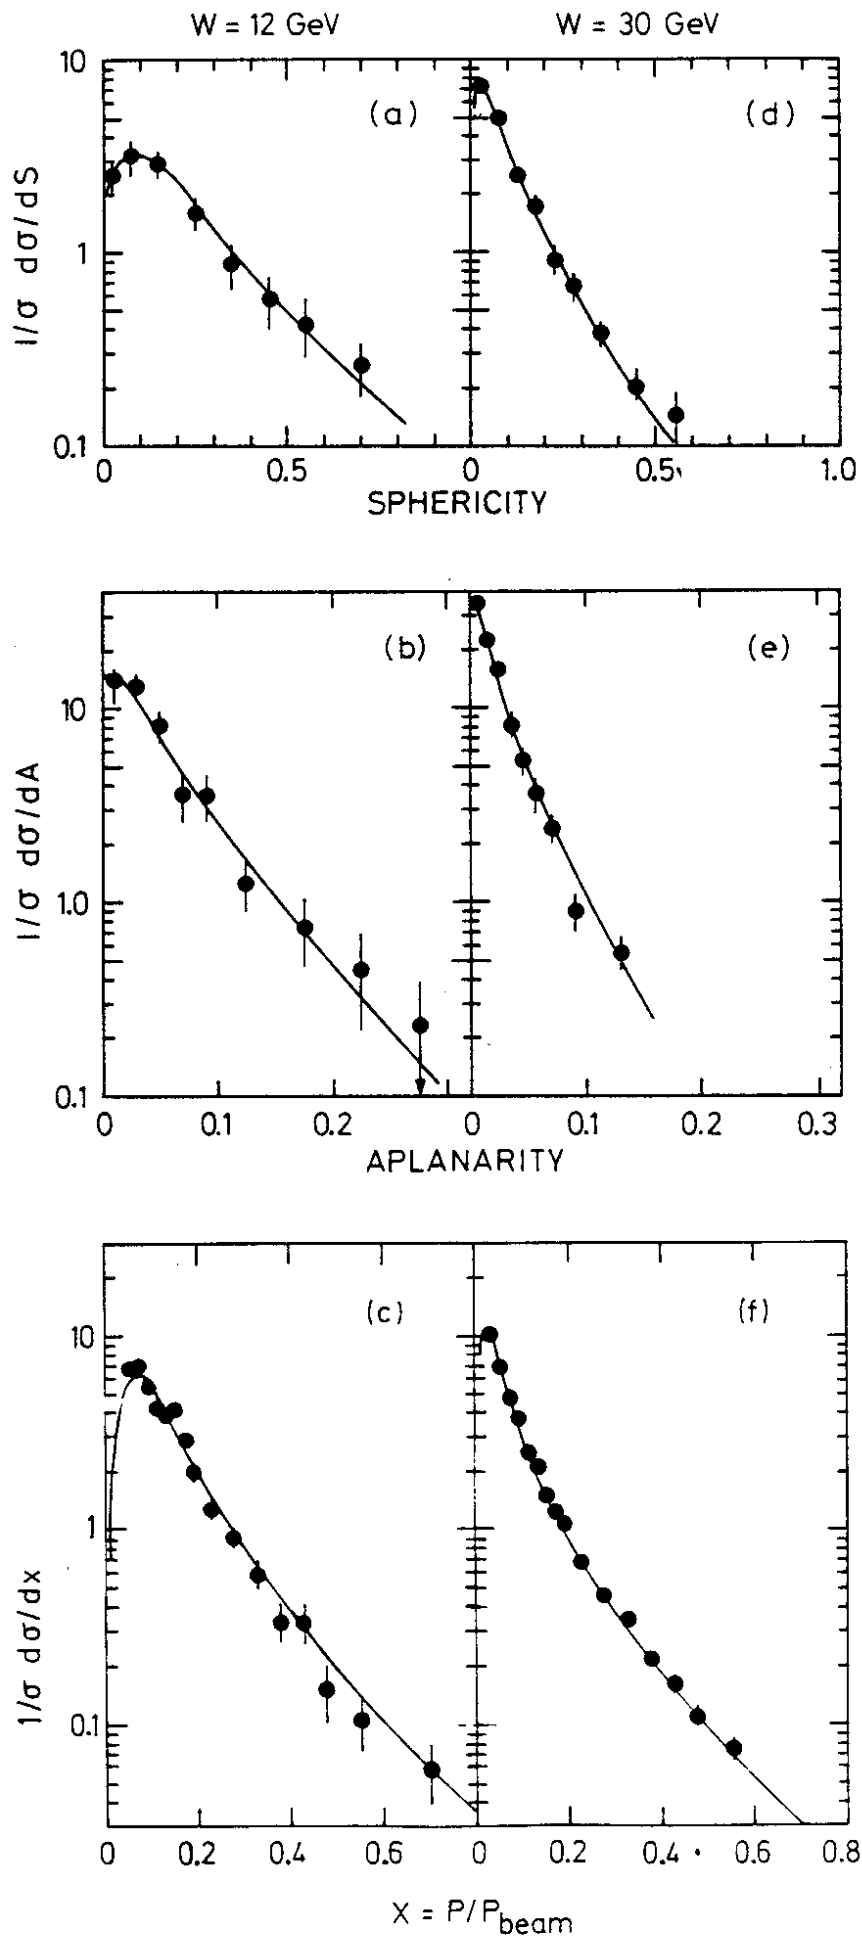 W = 12 GeV W = 30 GeV
10
(a) (d)
1/σ dσ/dS
1
0.1
0 0.5 0 0.5 1.0
SPHERICITY
(b) (e)
10
1/σ dσ/dA
1.0
0.1
0 0.1 0.2 0 0.1 0.2 0.3
APLANARITY
(c) (f)
10
1
1/σ dσ/dx
0.1
0 0.2 0.4 0.6 0 0.2 0.4 0.6 0.8
X = P/Pbeam